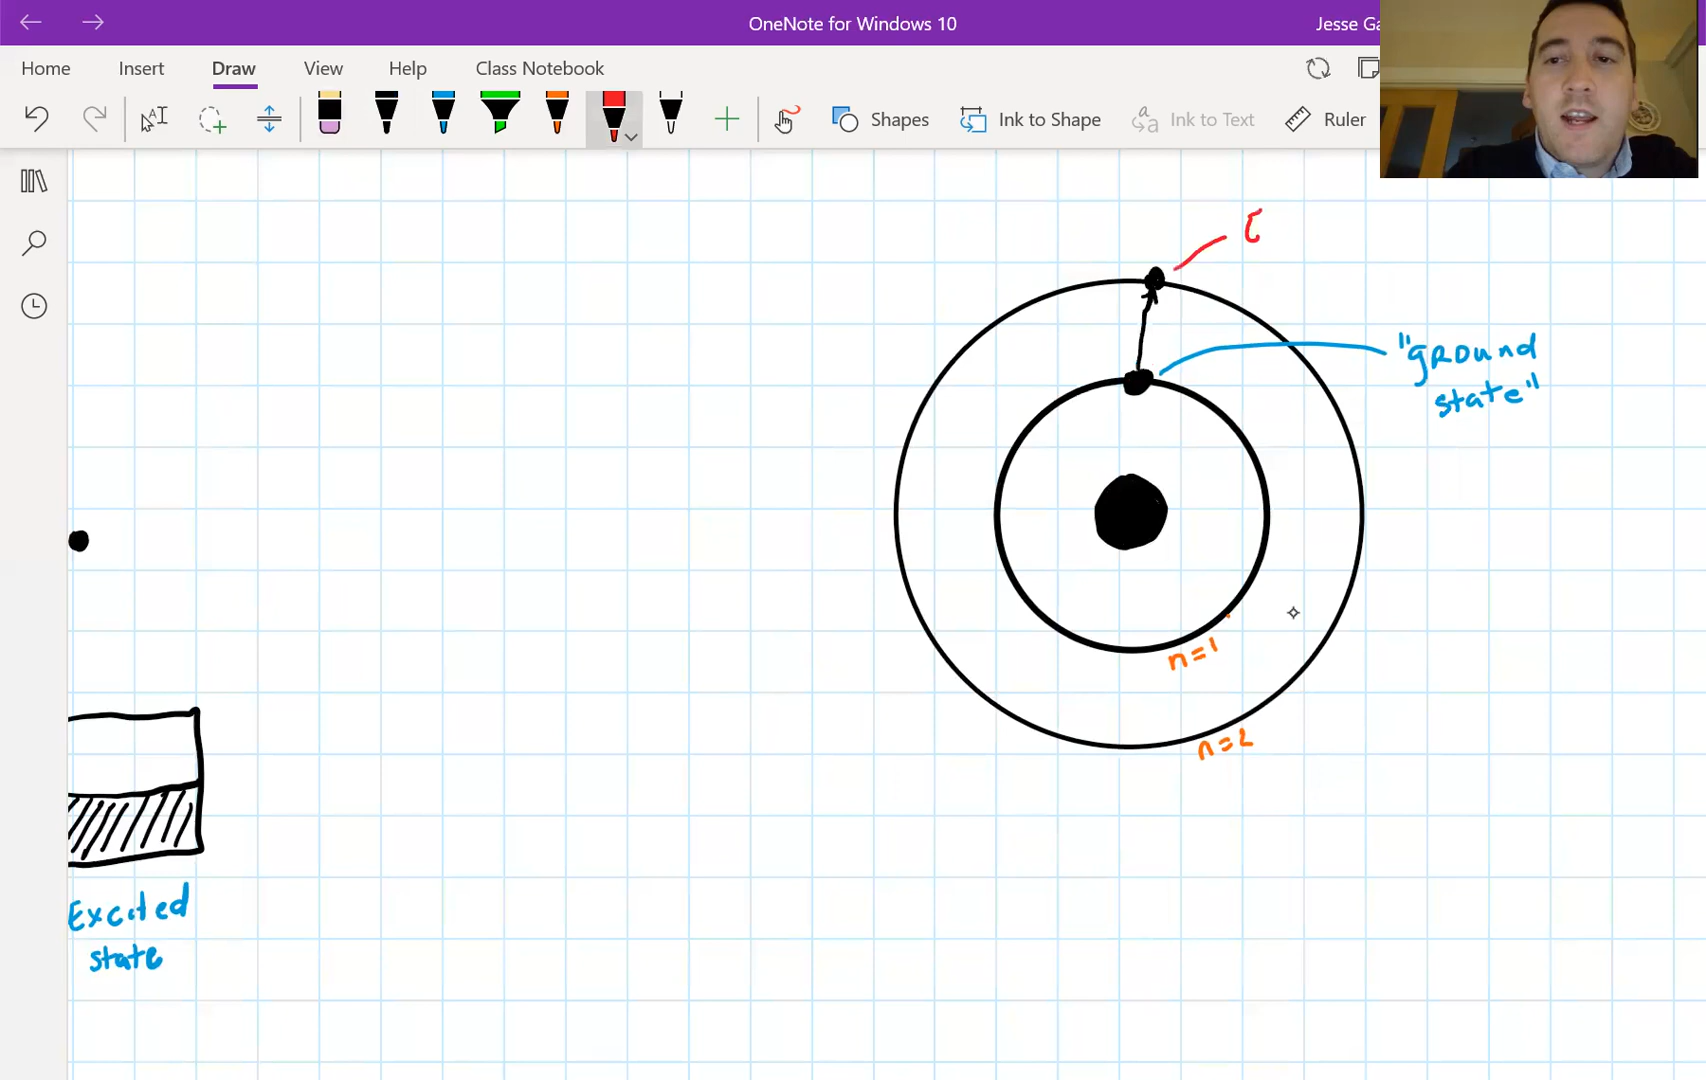 OneNote for Windows 10
Jesse Ga
Home Insert Draw View Help Class Notebook
Shapes Ink to Shape Ink to Text Ruler
"ground
state"
n=1
n=2
Excited
state